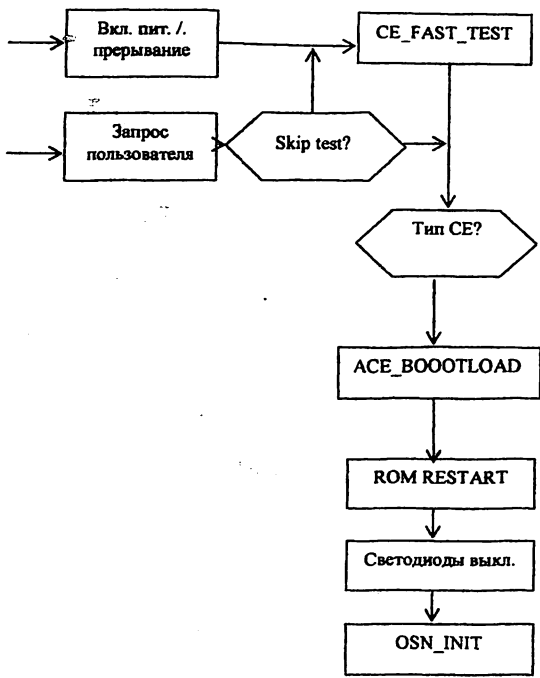 Вкл. пит. /.
прерывание
CE_FAST_TEST
Запрос
пользователя
Skip test?
Тип CE?
ACE_BOOOTLOAD
ROM RESTART
Светодиоды выкл.
OSN_INIT